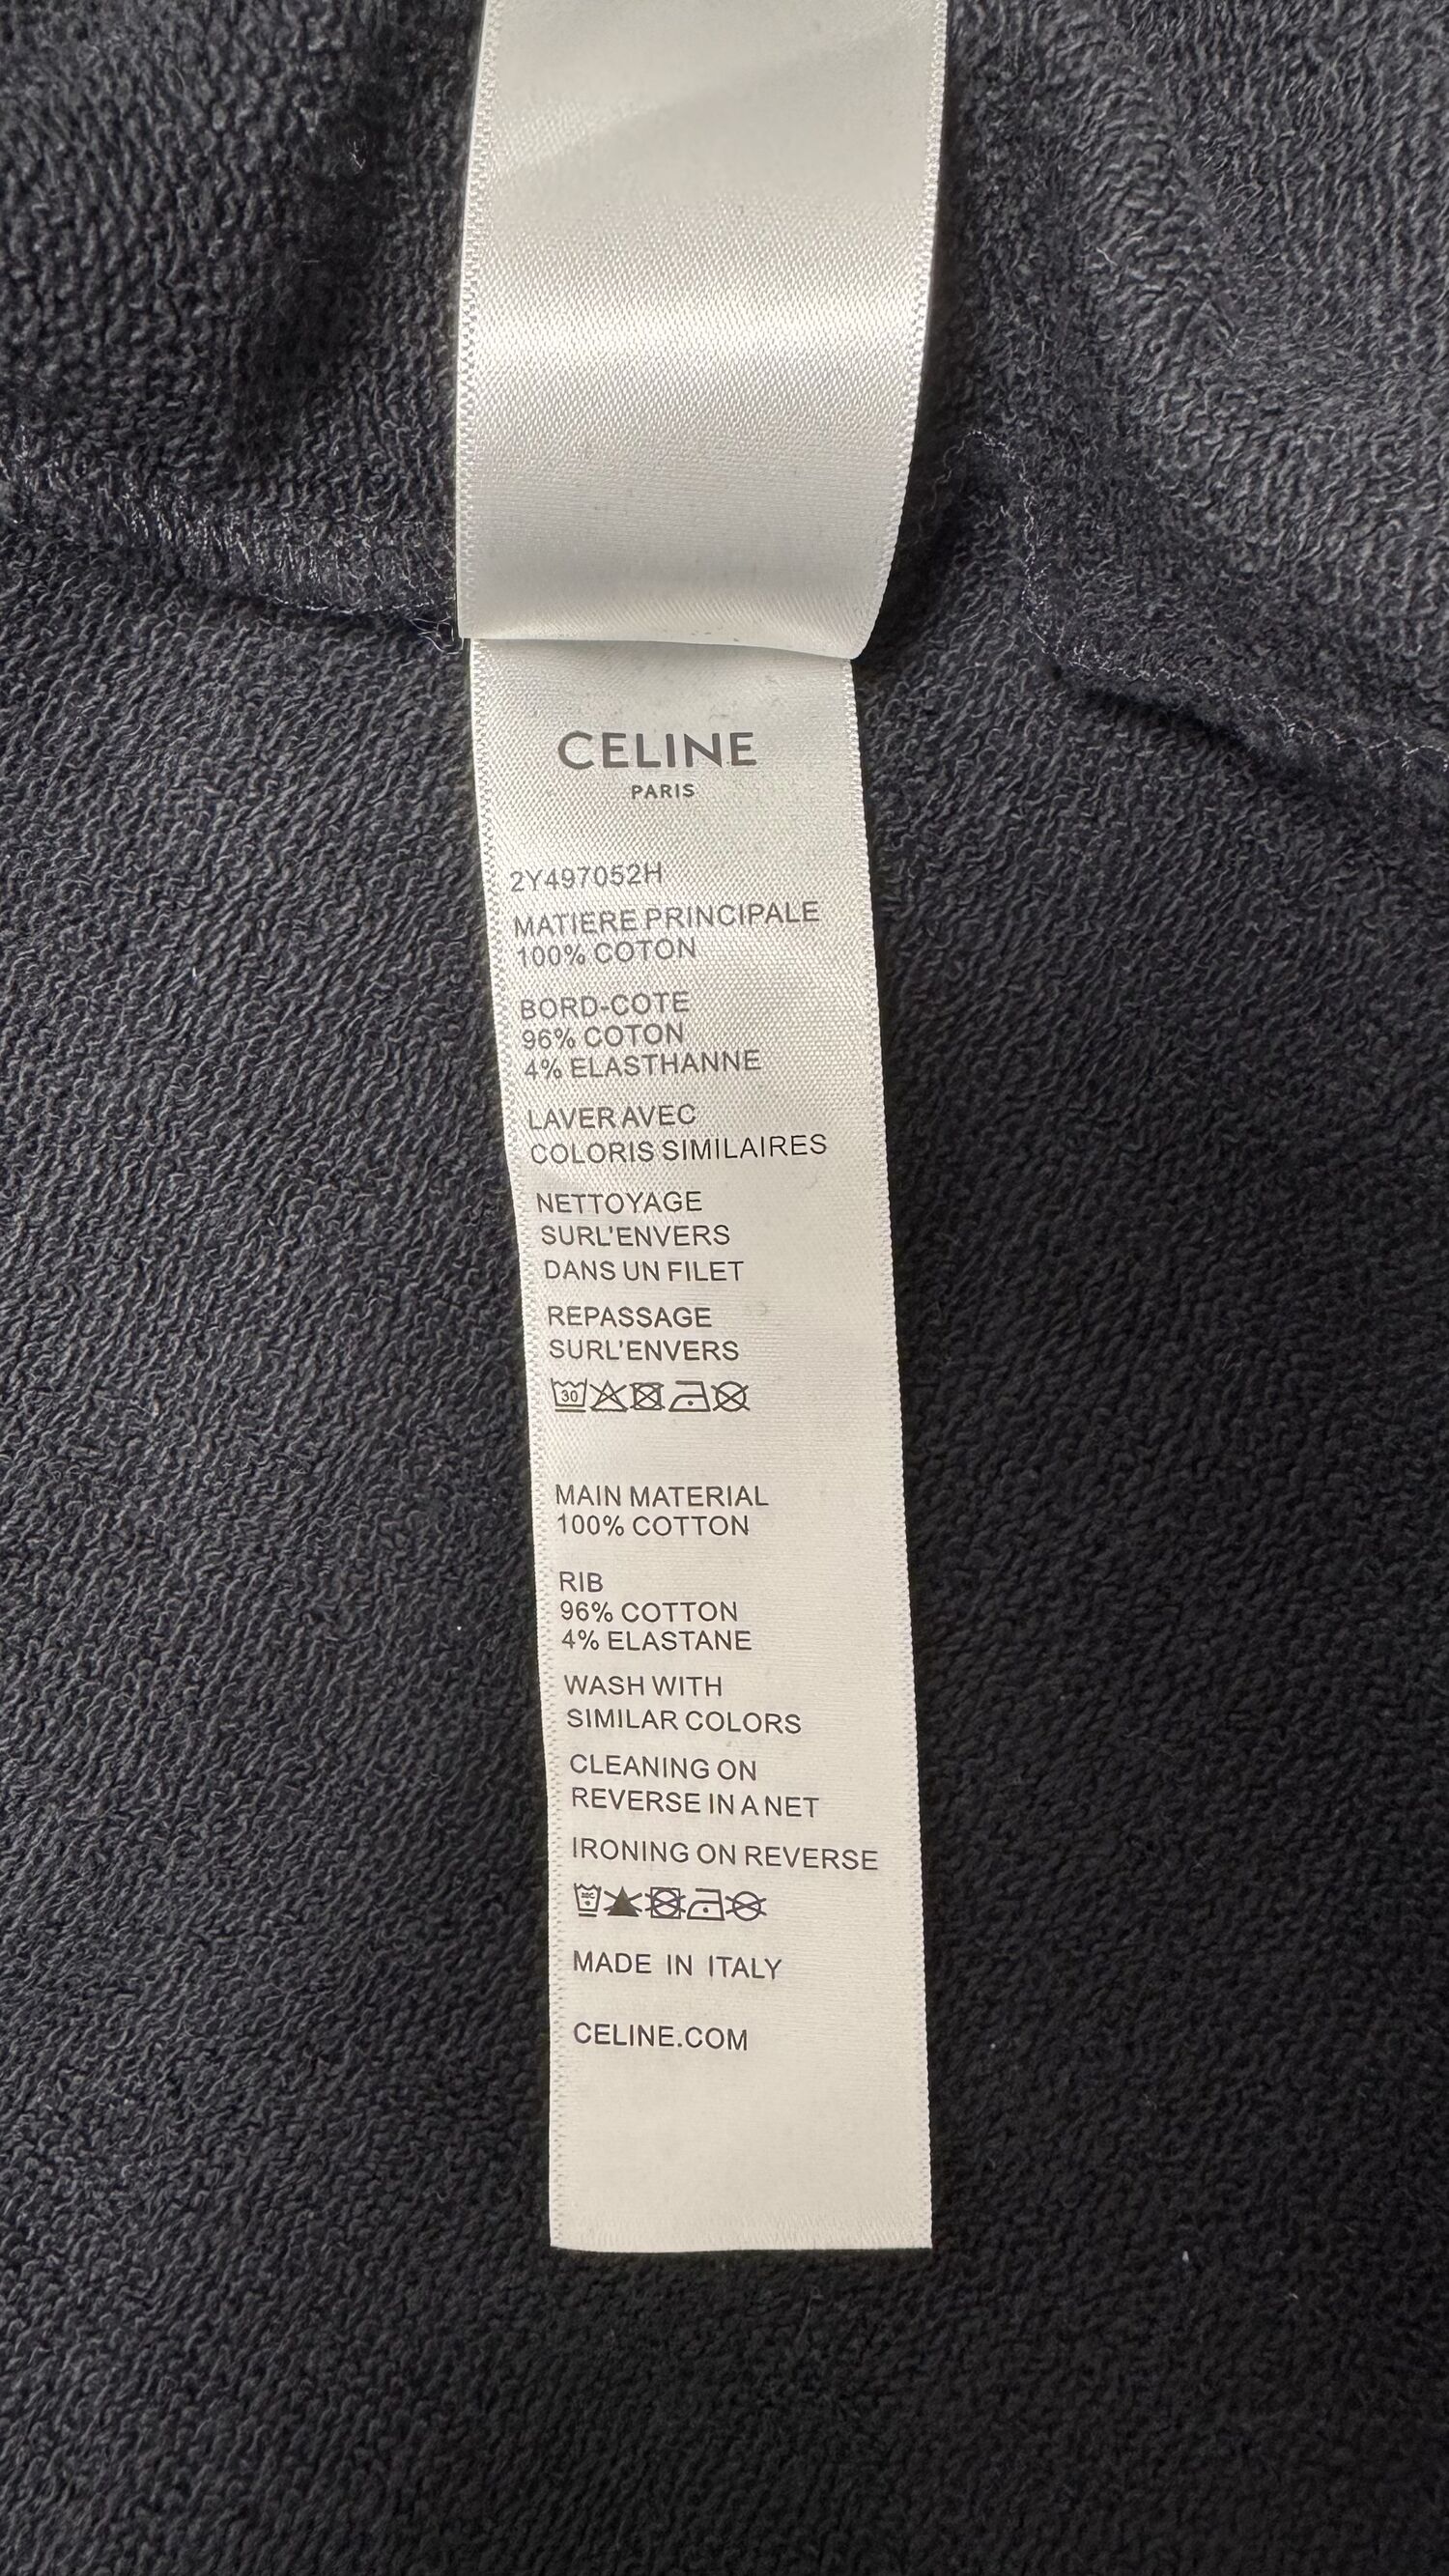 CELINE
PARIS
2Y497052H
MATIERE PRINCIPALE
100% COTON
BORD-COTE
96% COTON
4% ELASTHANNE
LAVER AVEC
COLORIS SIMILAIRES
NETTOYAGE
SURL'ENVERS
DANS UN FILET
REPASSAGE
SURL'ENVERS
30
MAIN MATERIAL
100% COTTON
RIB
96% COTTON
4% ELASTANE
WASH WITH
SIMILAR COLORS
CLEANING ON
REVERSE IN A NET
IRONING ON REVERSE
MADE IN ITALY
CELINE.COM